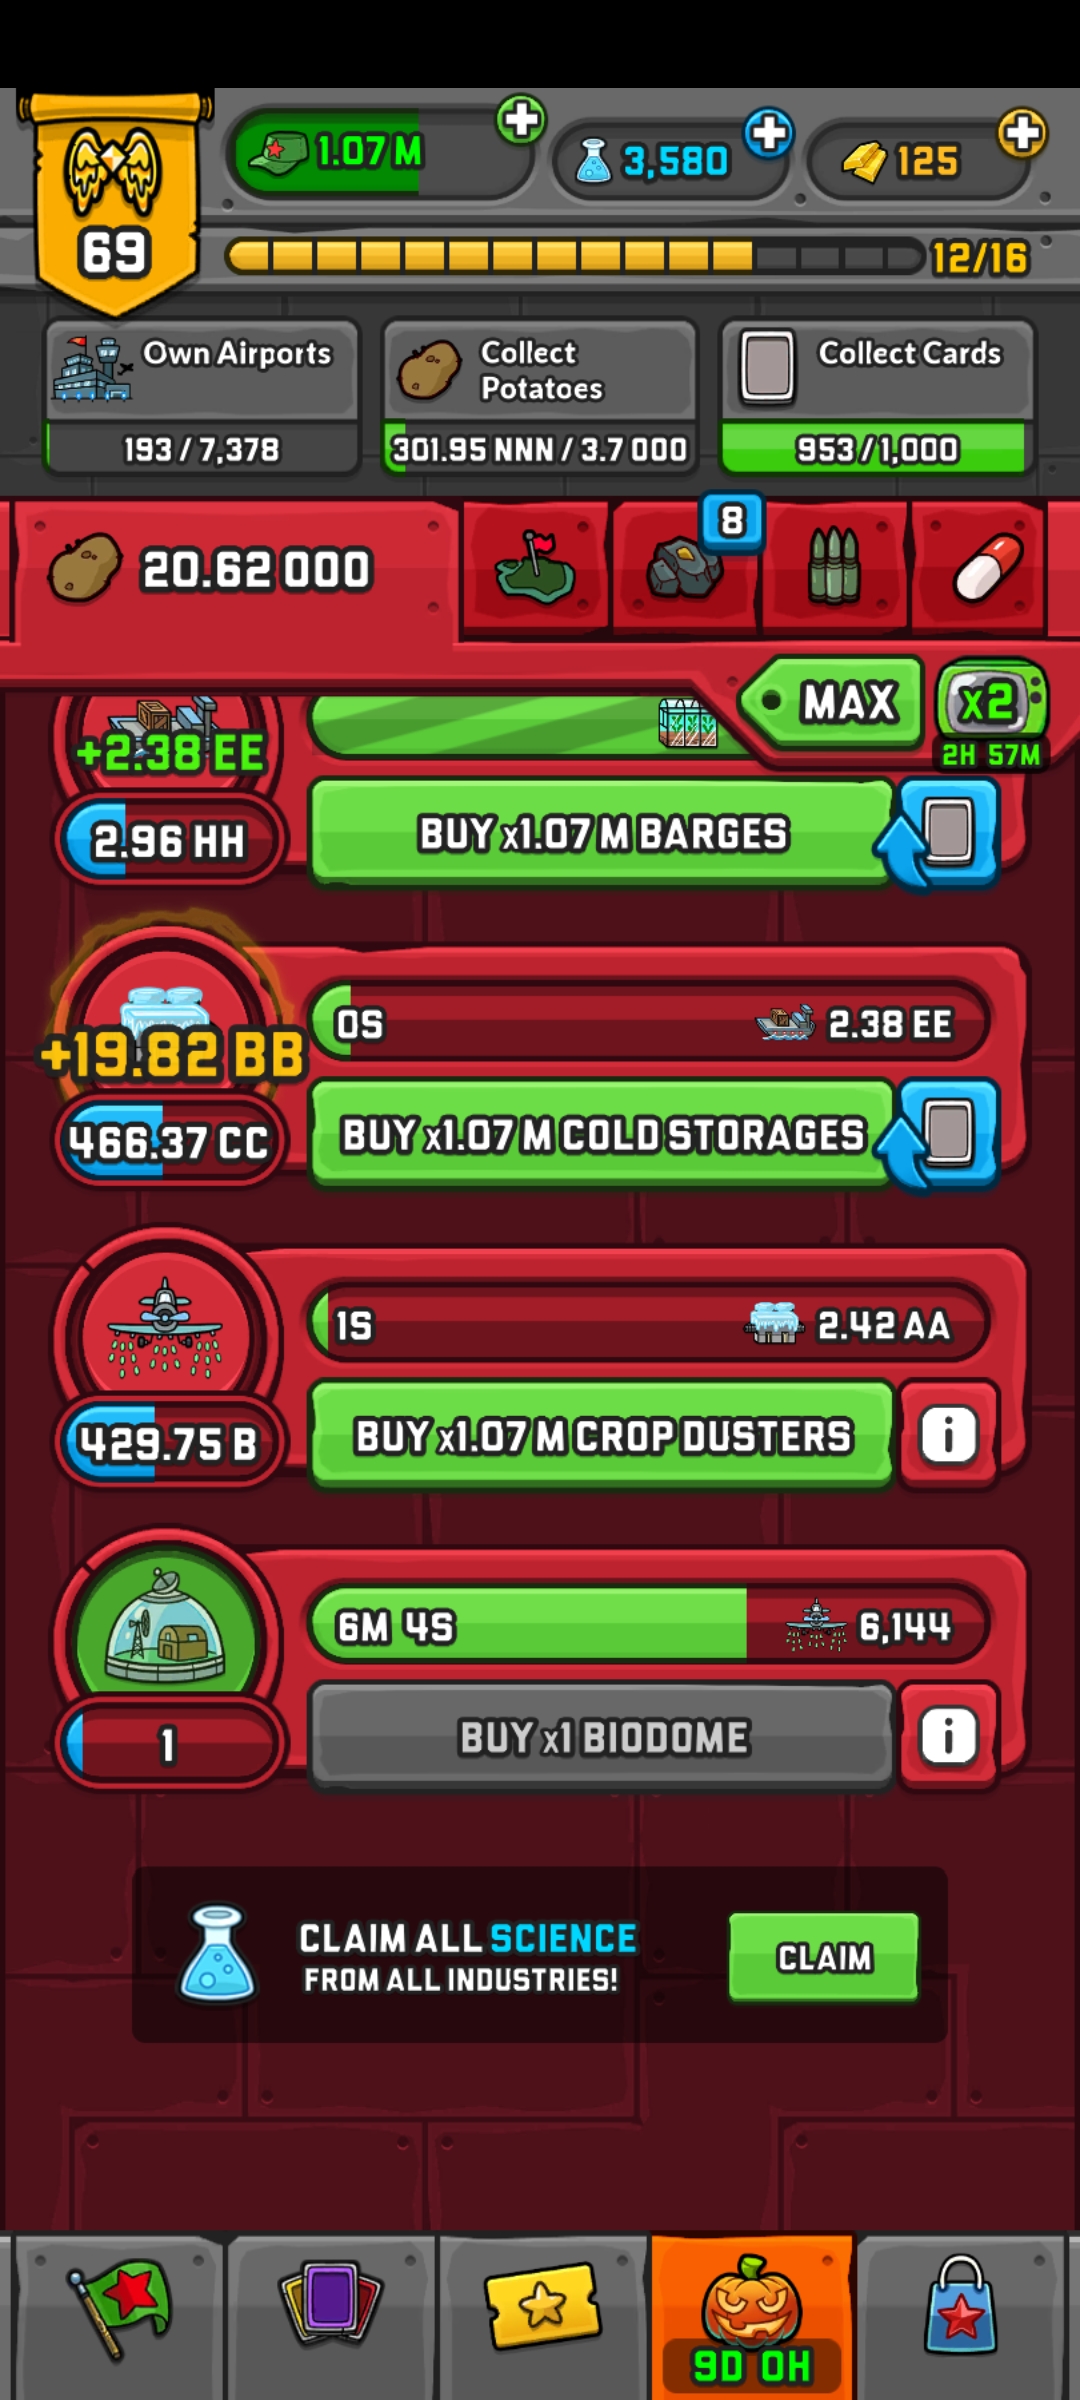 69
1.07 M
3,580
125
12/16
Own Airports
193 / 7,378
Collect
Potatoes
301.95 NNN / 3.7 OOO
Collect Cards
953 / 1,000
20.62 OOO
8
MAX
x2
2H 57M
+2.38 EE
2.96 HH
BUY x1.07 M BARGES
+19.82 BB
466.37 CC
0S
2.38 EE
BUY x1.07 M COLD STORAGES
429.75 B
1S
2.42 AA
BUY x1.07 M CROP DUSTERS
i
1
6M 4S
6,144
BUY x1 BIODOME
i
CLAIM ALL SCIENCE
FROM ALL INDUSTRIES!
CLAIM
9D 0H